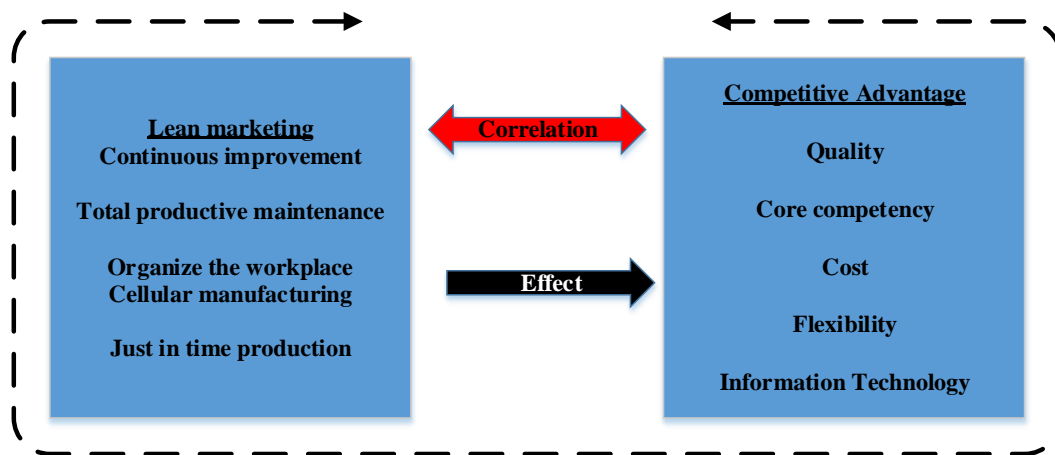 Lean marketing
Continuous improvement
Total productive maintenance
Organize the workplace
Cellular manufacturing
Just in time production
Correlation
Effect
Competitive Advantage
Quality
Core competency
Cost
Flexibility
Information Technology